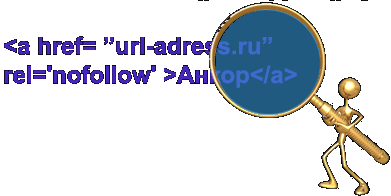 <a href= ”url-adress.ru”
rel='nofollow' >Анкор</a>